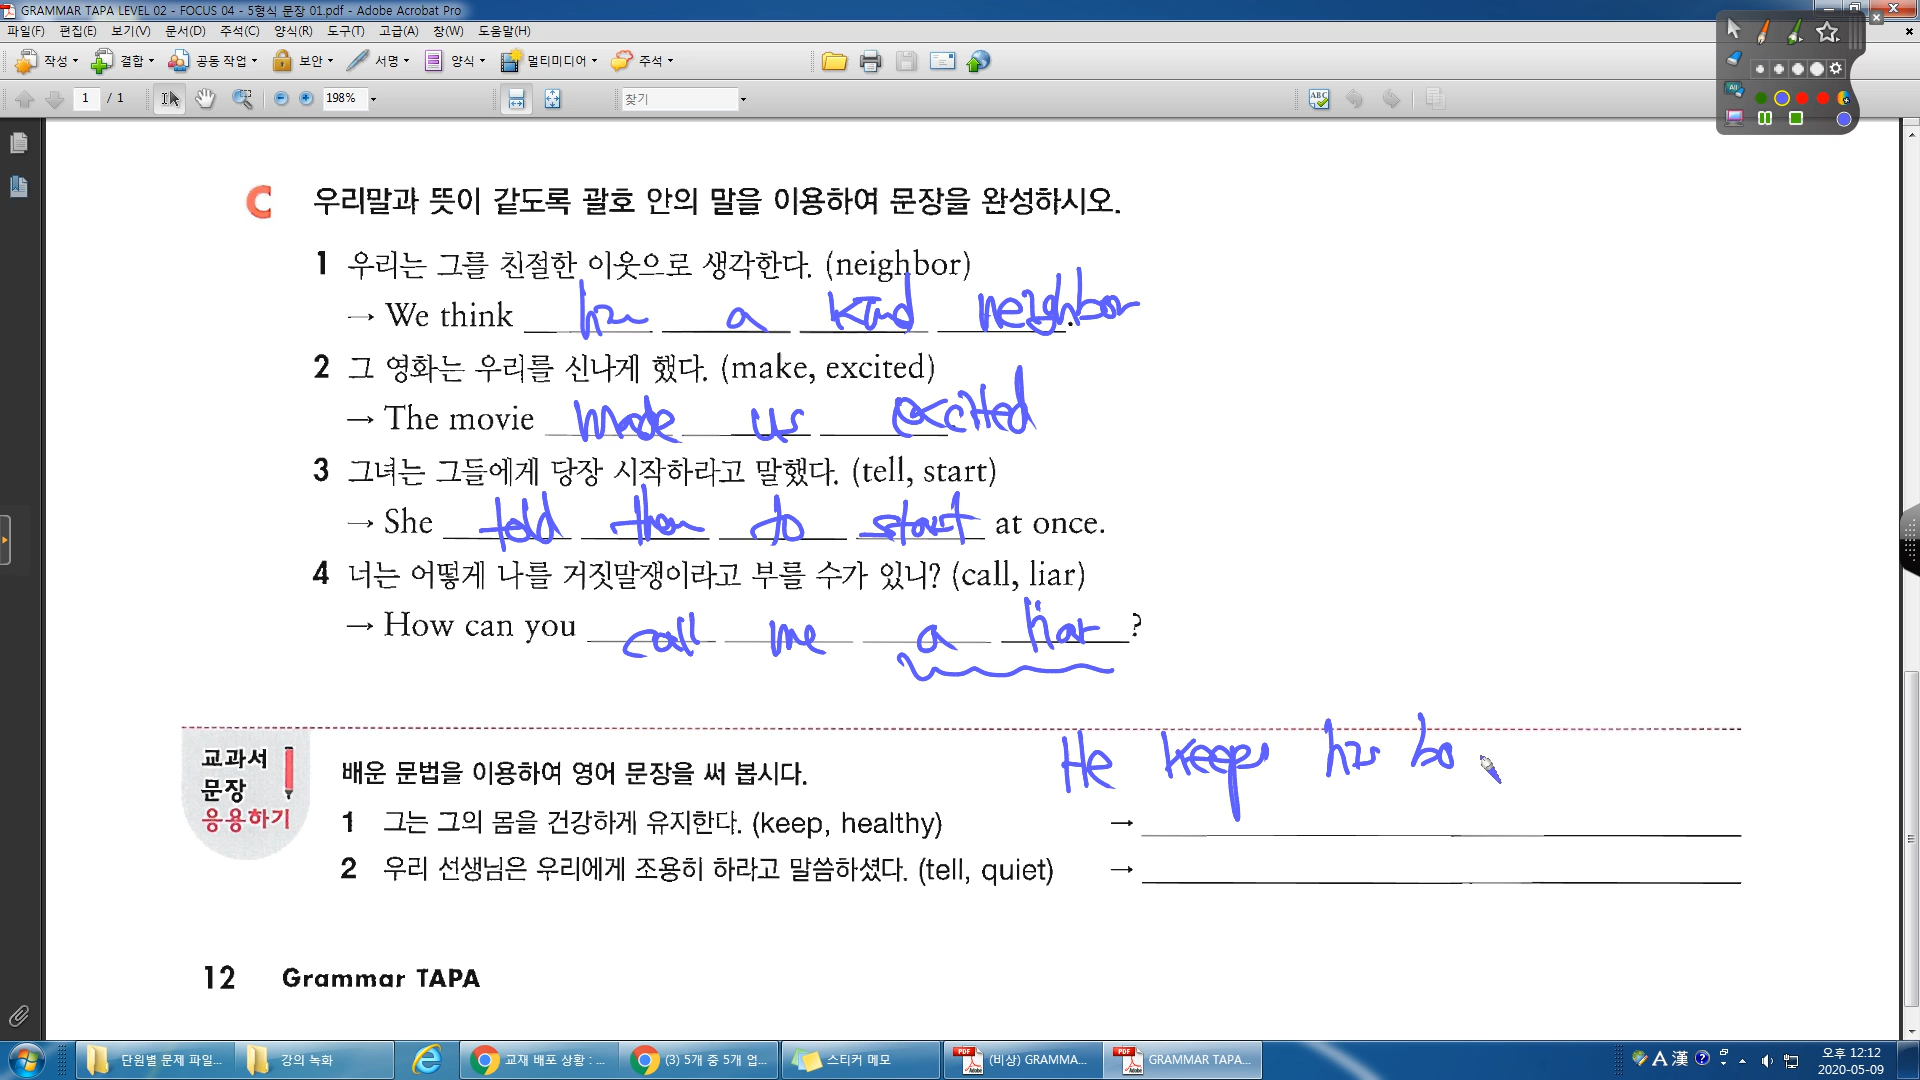 GRAMMAR TAPA LEVEL 02 - FOCUS 04 - 5형식 문장 01.pdf - Adobe Acrobat Pro
파일(F) 편집(E) 보기(V) 문서(D) 주석(C) 양식(R) 도구(T) 고급(A) 창(W) 도움말(H)
작성 결합 공동 작업 보안 서명 양식 멀티미디어 주석
1 / 1 198% 찾기
C 우리말과 뜻이 같도록 괄호 안의 말을 이용하여 문장을 완성하시오.
1 우리는 그를 친절한 이웃으로 생각한다. (neighbor)
→ We think him a kind neighbor.
2 그 영화는 우리를 신나게 했다. (make, excited)
→ The movie made us excited
3 그녀는 그들에게 당장 시작하라고 말했다. (tell, start)
→ She told them to start at once.
4 너는 어떻게 나를 거짓말쟁이라고 부를 수가 있니? (call, liar)
→ How can you call me a liar?
He keeps his bo
교과서
문장
응용하기
배운 문법을 이용하여 영어 문장을 써 봅시다.
1 그는 그의 몸을 건강하게 유지한다. (keep, healthy) →
2 우리 선생님은 우리에게 조용히 하라고 말씀하셨다. (tell, quiet) →
12 Grammar TAPA
단원별 문제 파일... 강의 녹화 교재 배포 상황 : ... (3) 5개 중 5개 업... 스티커 메모 (비상) GRAMMA... GRAMMAR TAPA... A 漢 오후 12:12
2020-05-09